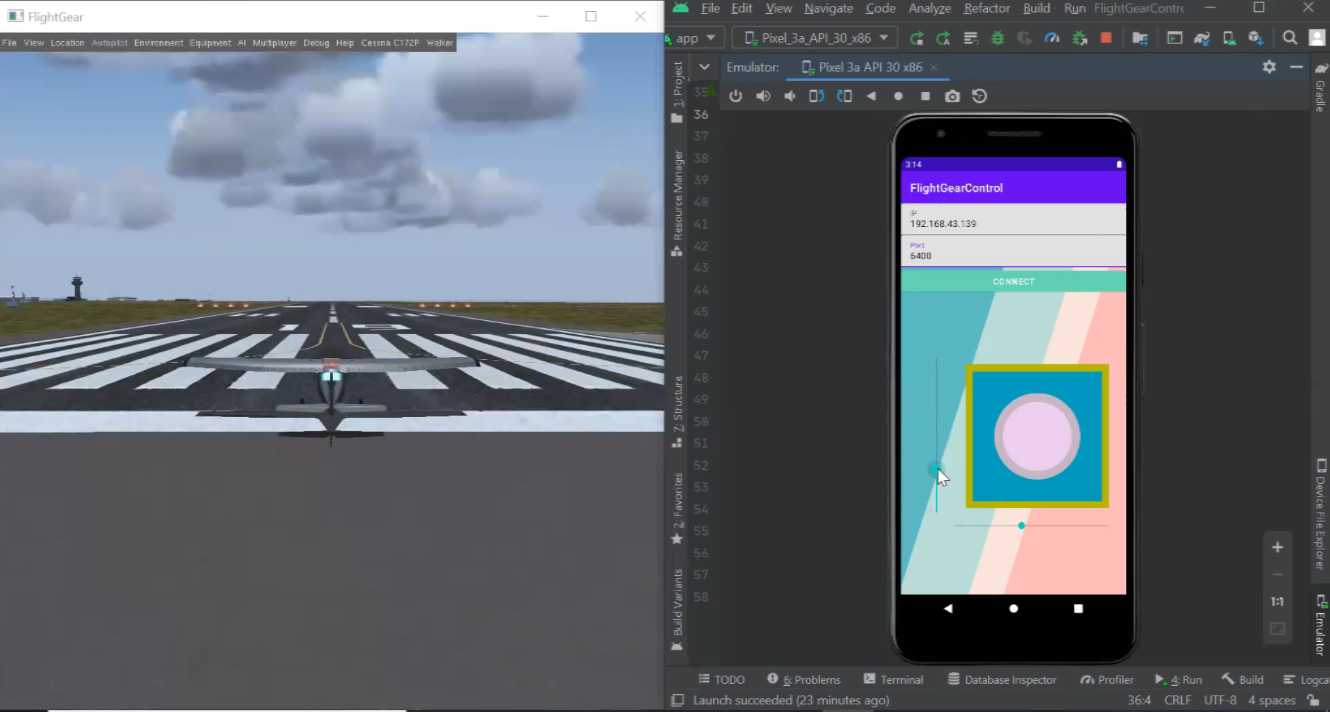 FlightGear
File View Location Autopilot Environment Equipment AI Multiplayer Debug Help Cessna C172P Walker
File Edit View Navigate Code Analyze Refactor Build Run FlightGearContr
app Pixel_3a_API_30_x86
Emulator: Pixel 3a API 30 x86
1: Project
Resource Manager
7: Structure
2: Favorites
Build Variants
35
36
37
38
39
40
41
42
43
44
45
46
47
48
49
50
51
52
53
54
55
56
57
58
3:14
FlightGearControl
IP
192.168.43.139
Port
6400
CONNECT
1:1
Gradle
Device File Explorer
Emulator
TODO 6: Problems Terminal Database Inspector Profiler 4: Run Build Logca
Launch succeeded (23 minutes ago) 36:4 CRLF UTF-8 4 spaces